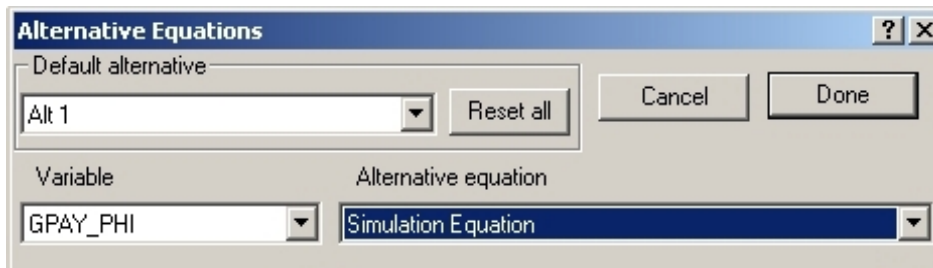 Alternative Equations
Default alternative
Alt 1
Reset all
Cancel
Done
Variable
Alternative equation
GPAY_PHI
Simulation Equation